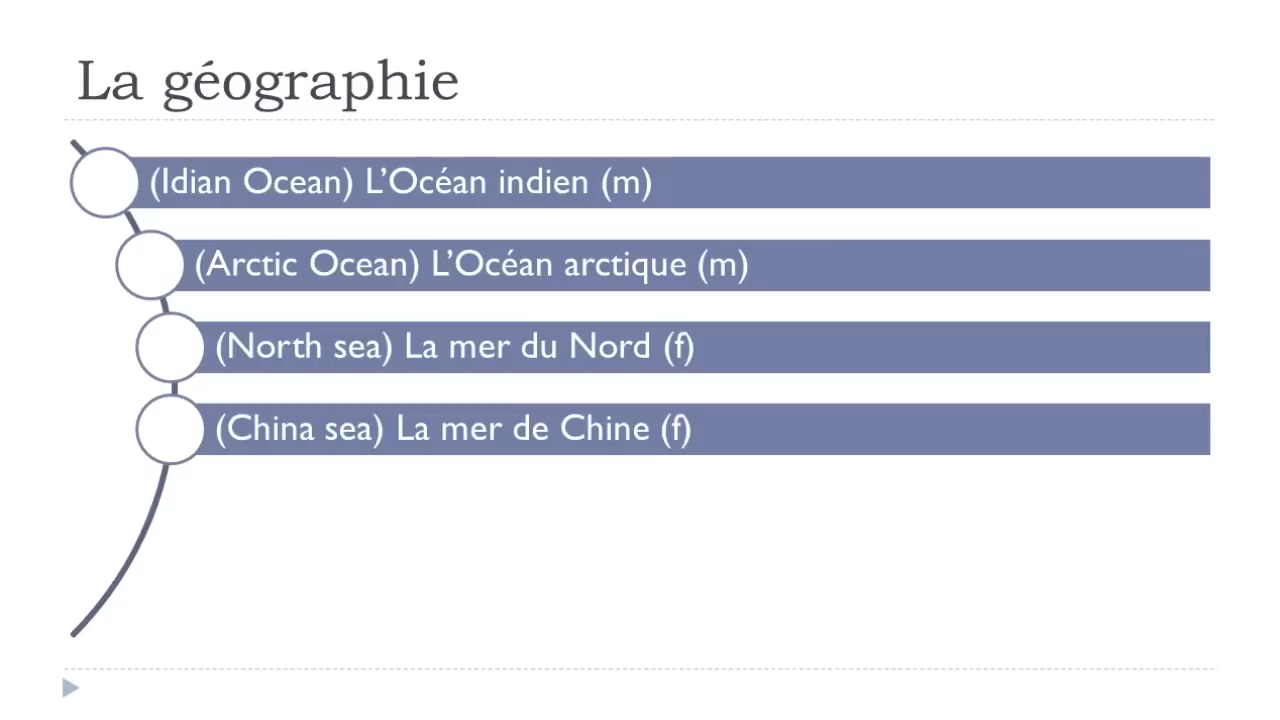 La géographie
(Idian Ocean) L’Océan indien (m)
(Arctic Ocean) L’Océan arctique (m)
(North sea) La mer du Nord (f)
(China sea) La mer de Chine (f)